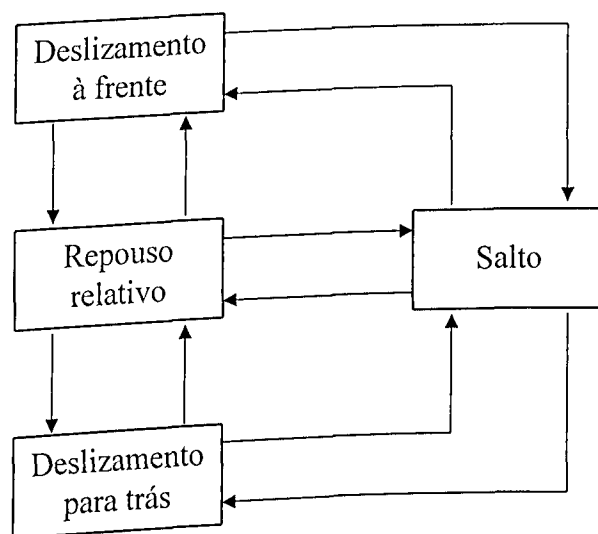 Deslizamento
à frente
Repouso
relativo
Salto
Deslizamento
para trás